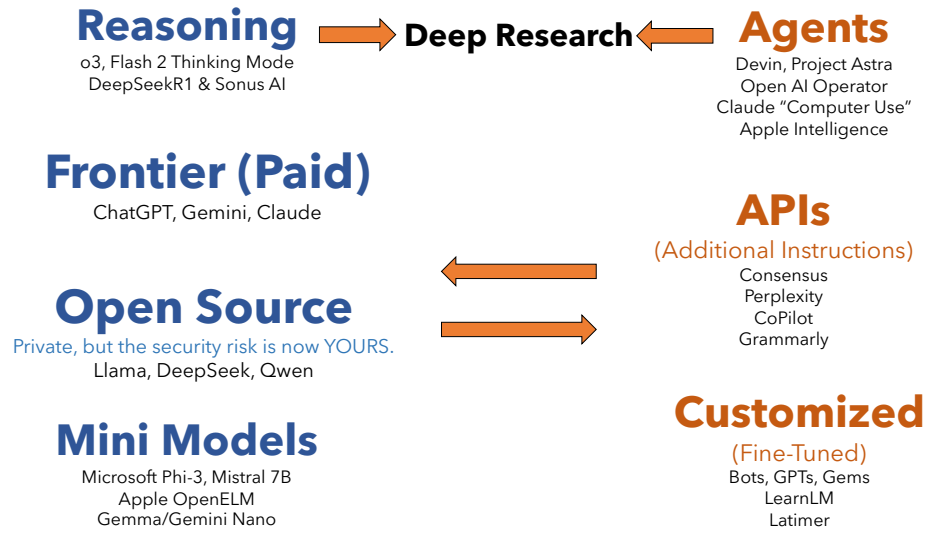 Reasoning
o3, Flash 2 Thinking Mode
DeepSeekR1 & Sonus AI
Deep Research
Agents
Devin, Project Astra
Open AI Operator
Claude “Computer Use”
Apple Intelligence
Frontier (Paid)
ChatGPT, Gemini, Claude
APIs
(Additional Instructions)
Consensus
Perplexity
CoPilot
Grammarly
Open Source
Private, but the security risk is now YOURS.
Llama, DeepSeek, Qwen
Mini Models
Microsoft Phi-3, Mistral 7B
Apple OpenELM
Gemma/Gemini Nano
Customized
(Fine-Tuned)
Bots, GPTs, Gems
LearnLM
Latimer